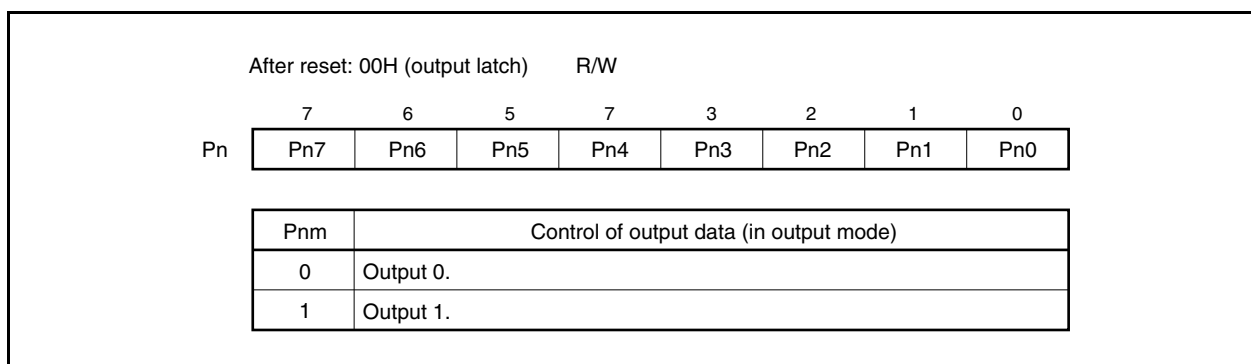 After reset: 00H (output latch) R/W
7 6 5 7 3 2 1 0
Pn Pn7 Pn6 Pn5 Pn4 Pn3 Pn2 Pn1 Pn0
Pnm Control of output data (in output mode)
0 Output 0.
1 Output 1.